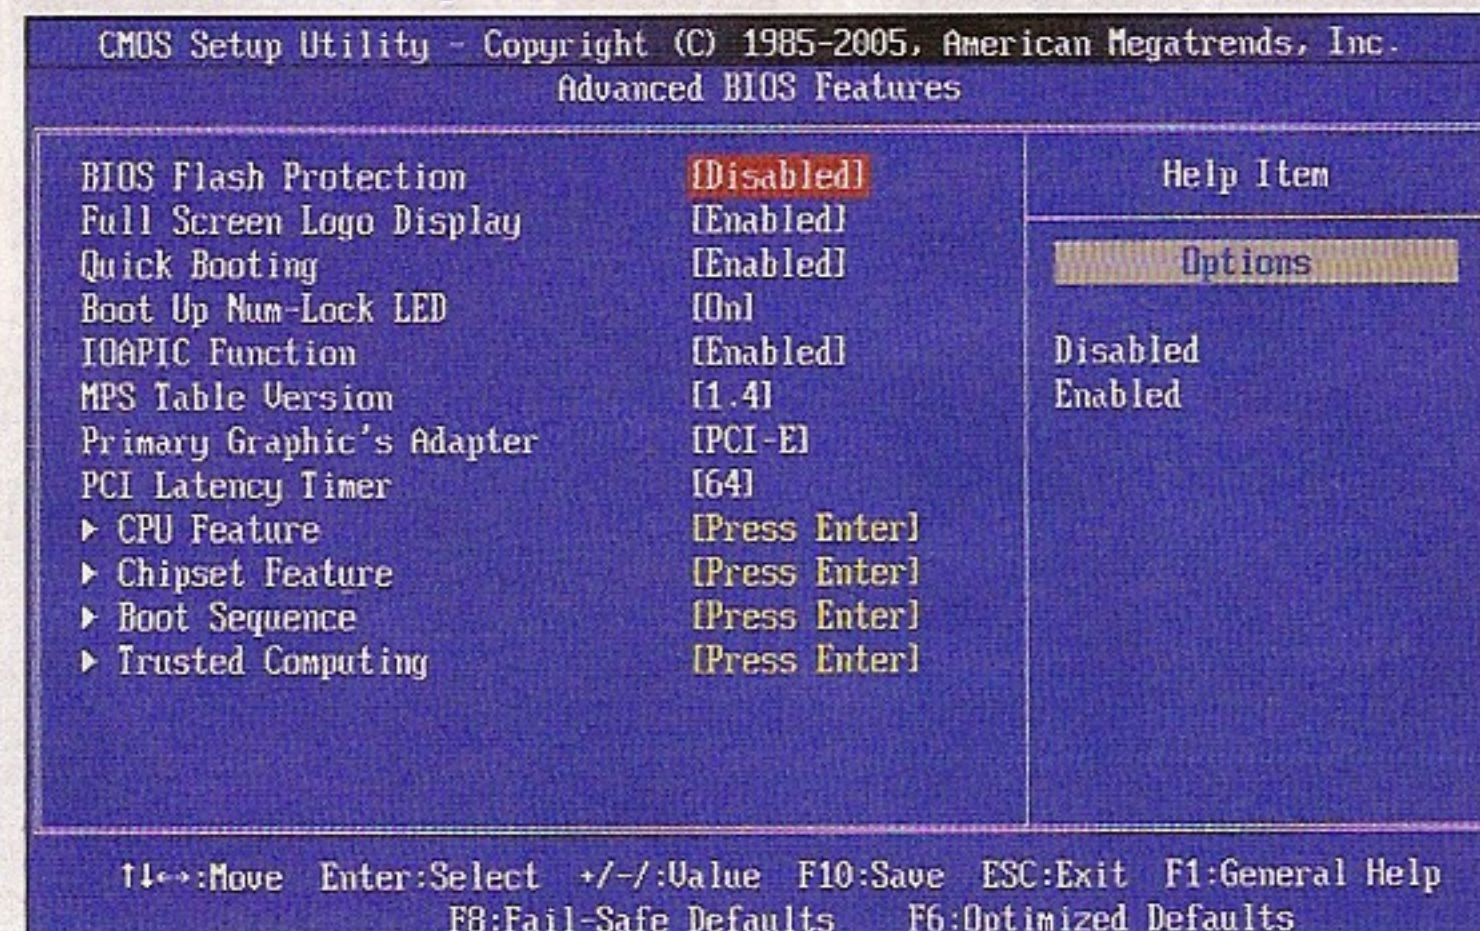 CMOS Setup Utility - Copyright (C) 1985-2005, American Megatrends, Inc.
Advanced BIOS Features
BIOS Flash Protection [Disabled]
Full Screen Logo Display [Enabled]
Quick Booting [Enabled]
Boot Up Num-Lock LED [On]
IOAPIC Function [Enabled]
MPS Table Version [1.4]
Primary Graphic's Adapter [PCI-E]
PCI Latency Timer [64]
▶ CPU Feature [Press Enter]
▶ Chipset Feature [Press Enter]
▶ Boot Sequence [Press Enter]
▶ Trusted Computing [Press Enter]
Help Item
Options
Disabled
Enabled
↑↓←→:Move Enter:Select +/-/:Value F10:Save ESC:Exit F1:General Help
F8:Fail-Safe Defaults F6:Optimized Defaults